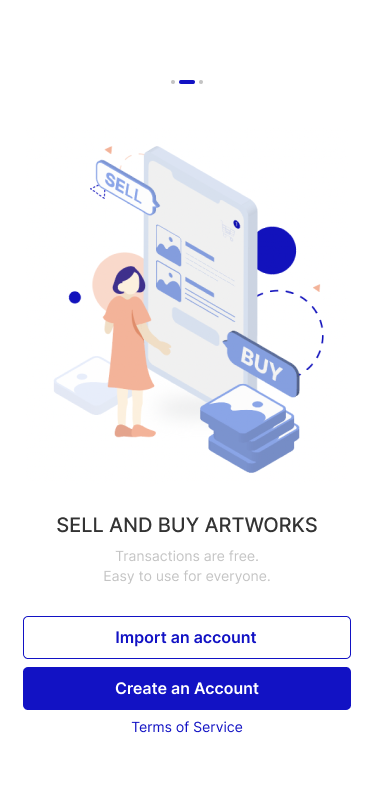 SELL
BUY
SELL AND BUY ARTWORKS
Transactions are free.
Easy to use for everyone.
Import an account
Create an Account
Terms of Service